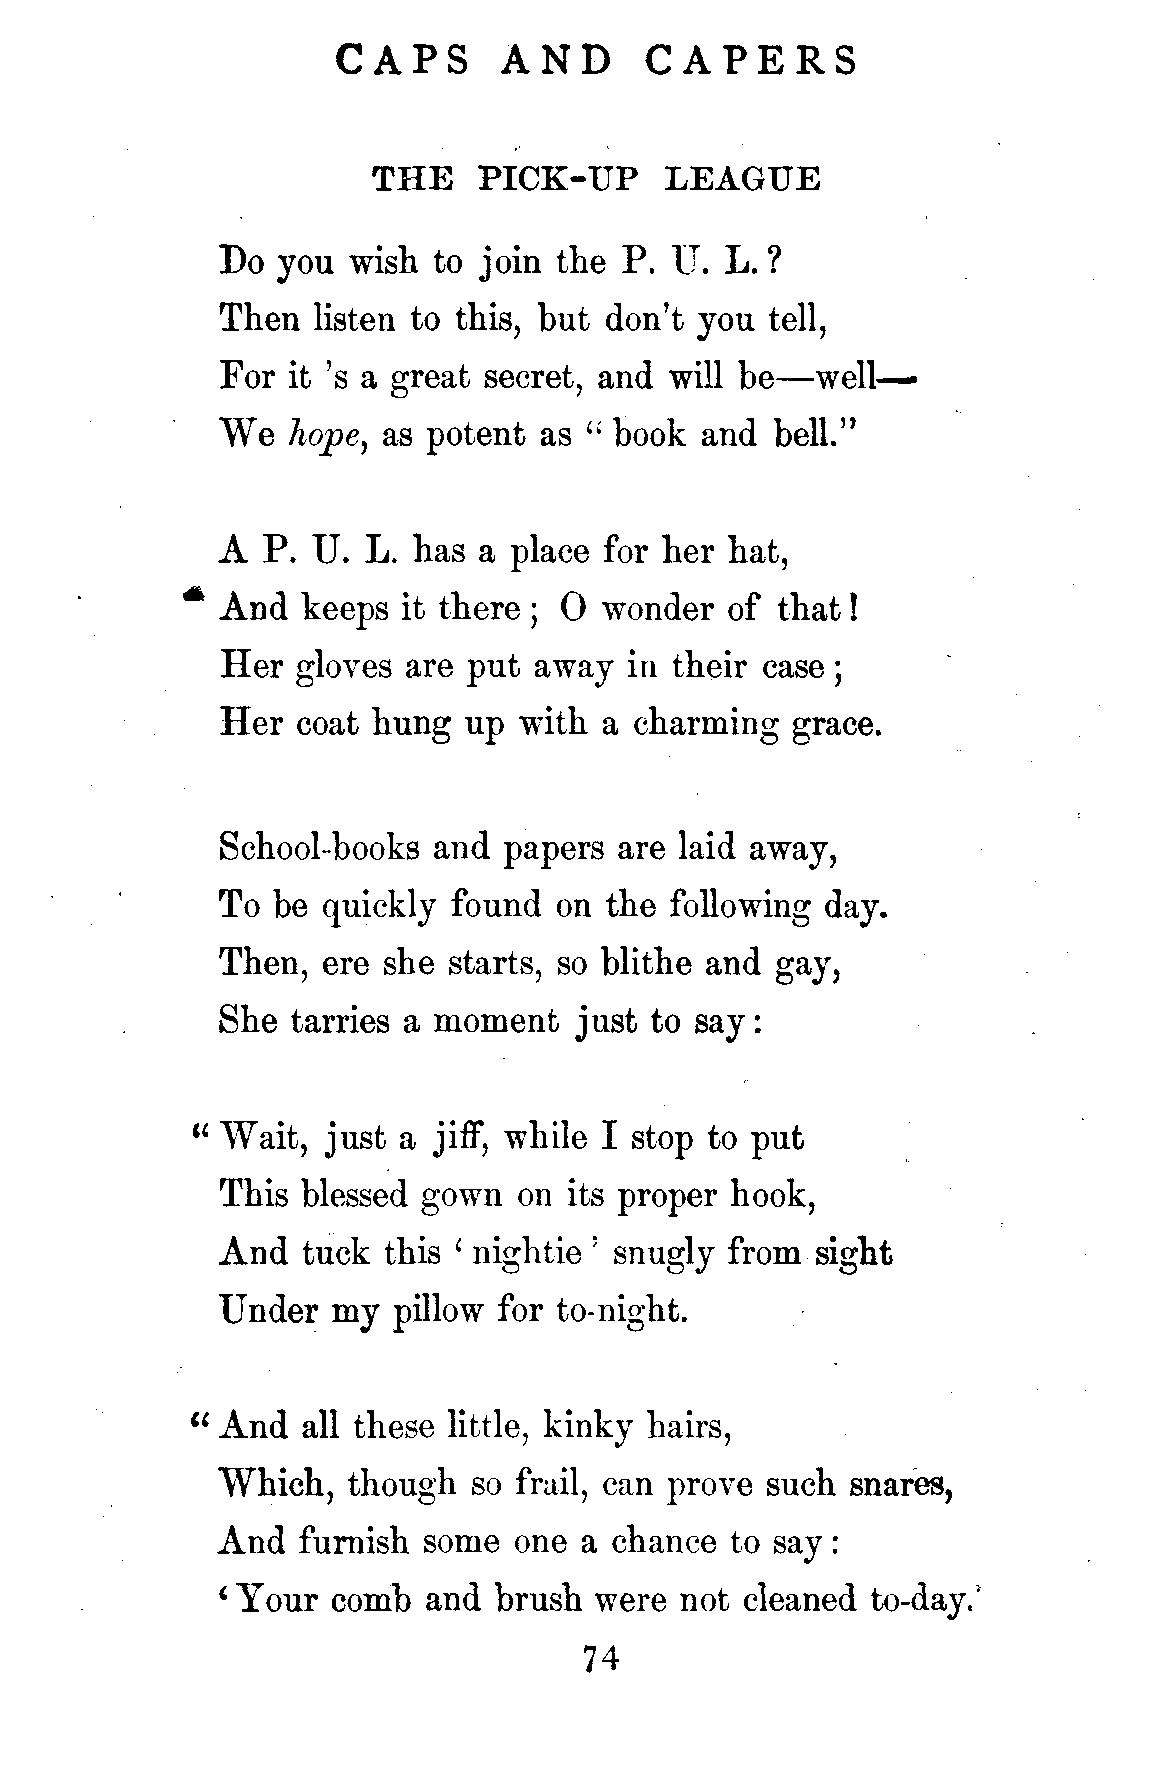 CAPS AND CAPERS
THE PICK-UP LEAGUE
Do you wish to join the P. U. L.?
Then listen to this, but don't you tell,
For it 's a great secret, and will be—well—
We hope, as potent as “ book and bell.”
A P. U. L. has a place for her hat,
And keeps it there ; O wonder of that !
Her gloves are put away in their case ;
Her coat hung up with a charming grace.
School-books and papers are laid away,
To be quickly found on the following day.
Then, ere she starts, so blithe and gay,
She tarries a moment just to say :
“ Wait, just a jiff, while I stop to put
This blessed gown on its proper hook,
And tuck this ‘ nightie ’ snugly from sight
Under my pillow for to-night.
“ And all these little, kinky hairs,
Which, though so frail, can prove such snares,
And furnish some one a chance to say :
‘ Your comb and brush were not cleaned to-day.’
74